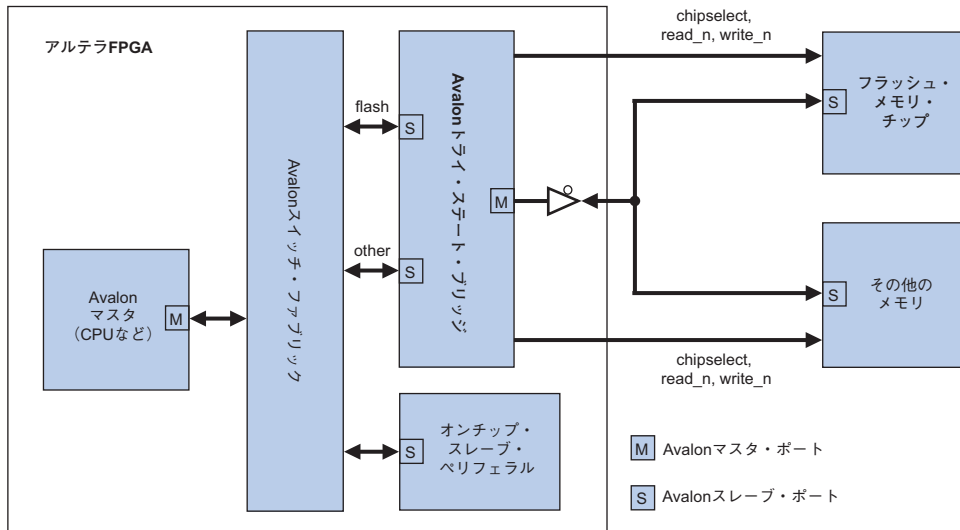 アルテラFPGA
Avalon
マスタ
（CPUなど）
M
Avalonスイッチ・ファブリック
flash
other
S
S
Avalonトライ・ステート・ブリッジ
M
S
オンチップ・
スレーブ・
ペリフェラル
chipselect,
read_n, write_n
S
フラッシュ・
メモリ・
チップ
S
その他の
メモリ
chipselect,
read_n, write_n
M Avalonマスタ・ポート
S Avalonスレーブ・ポート